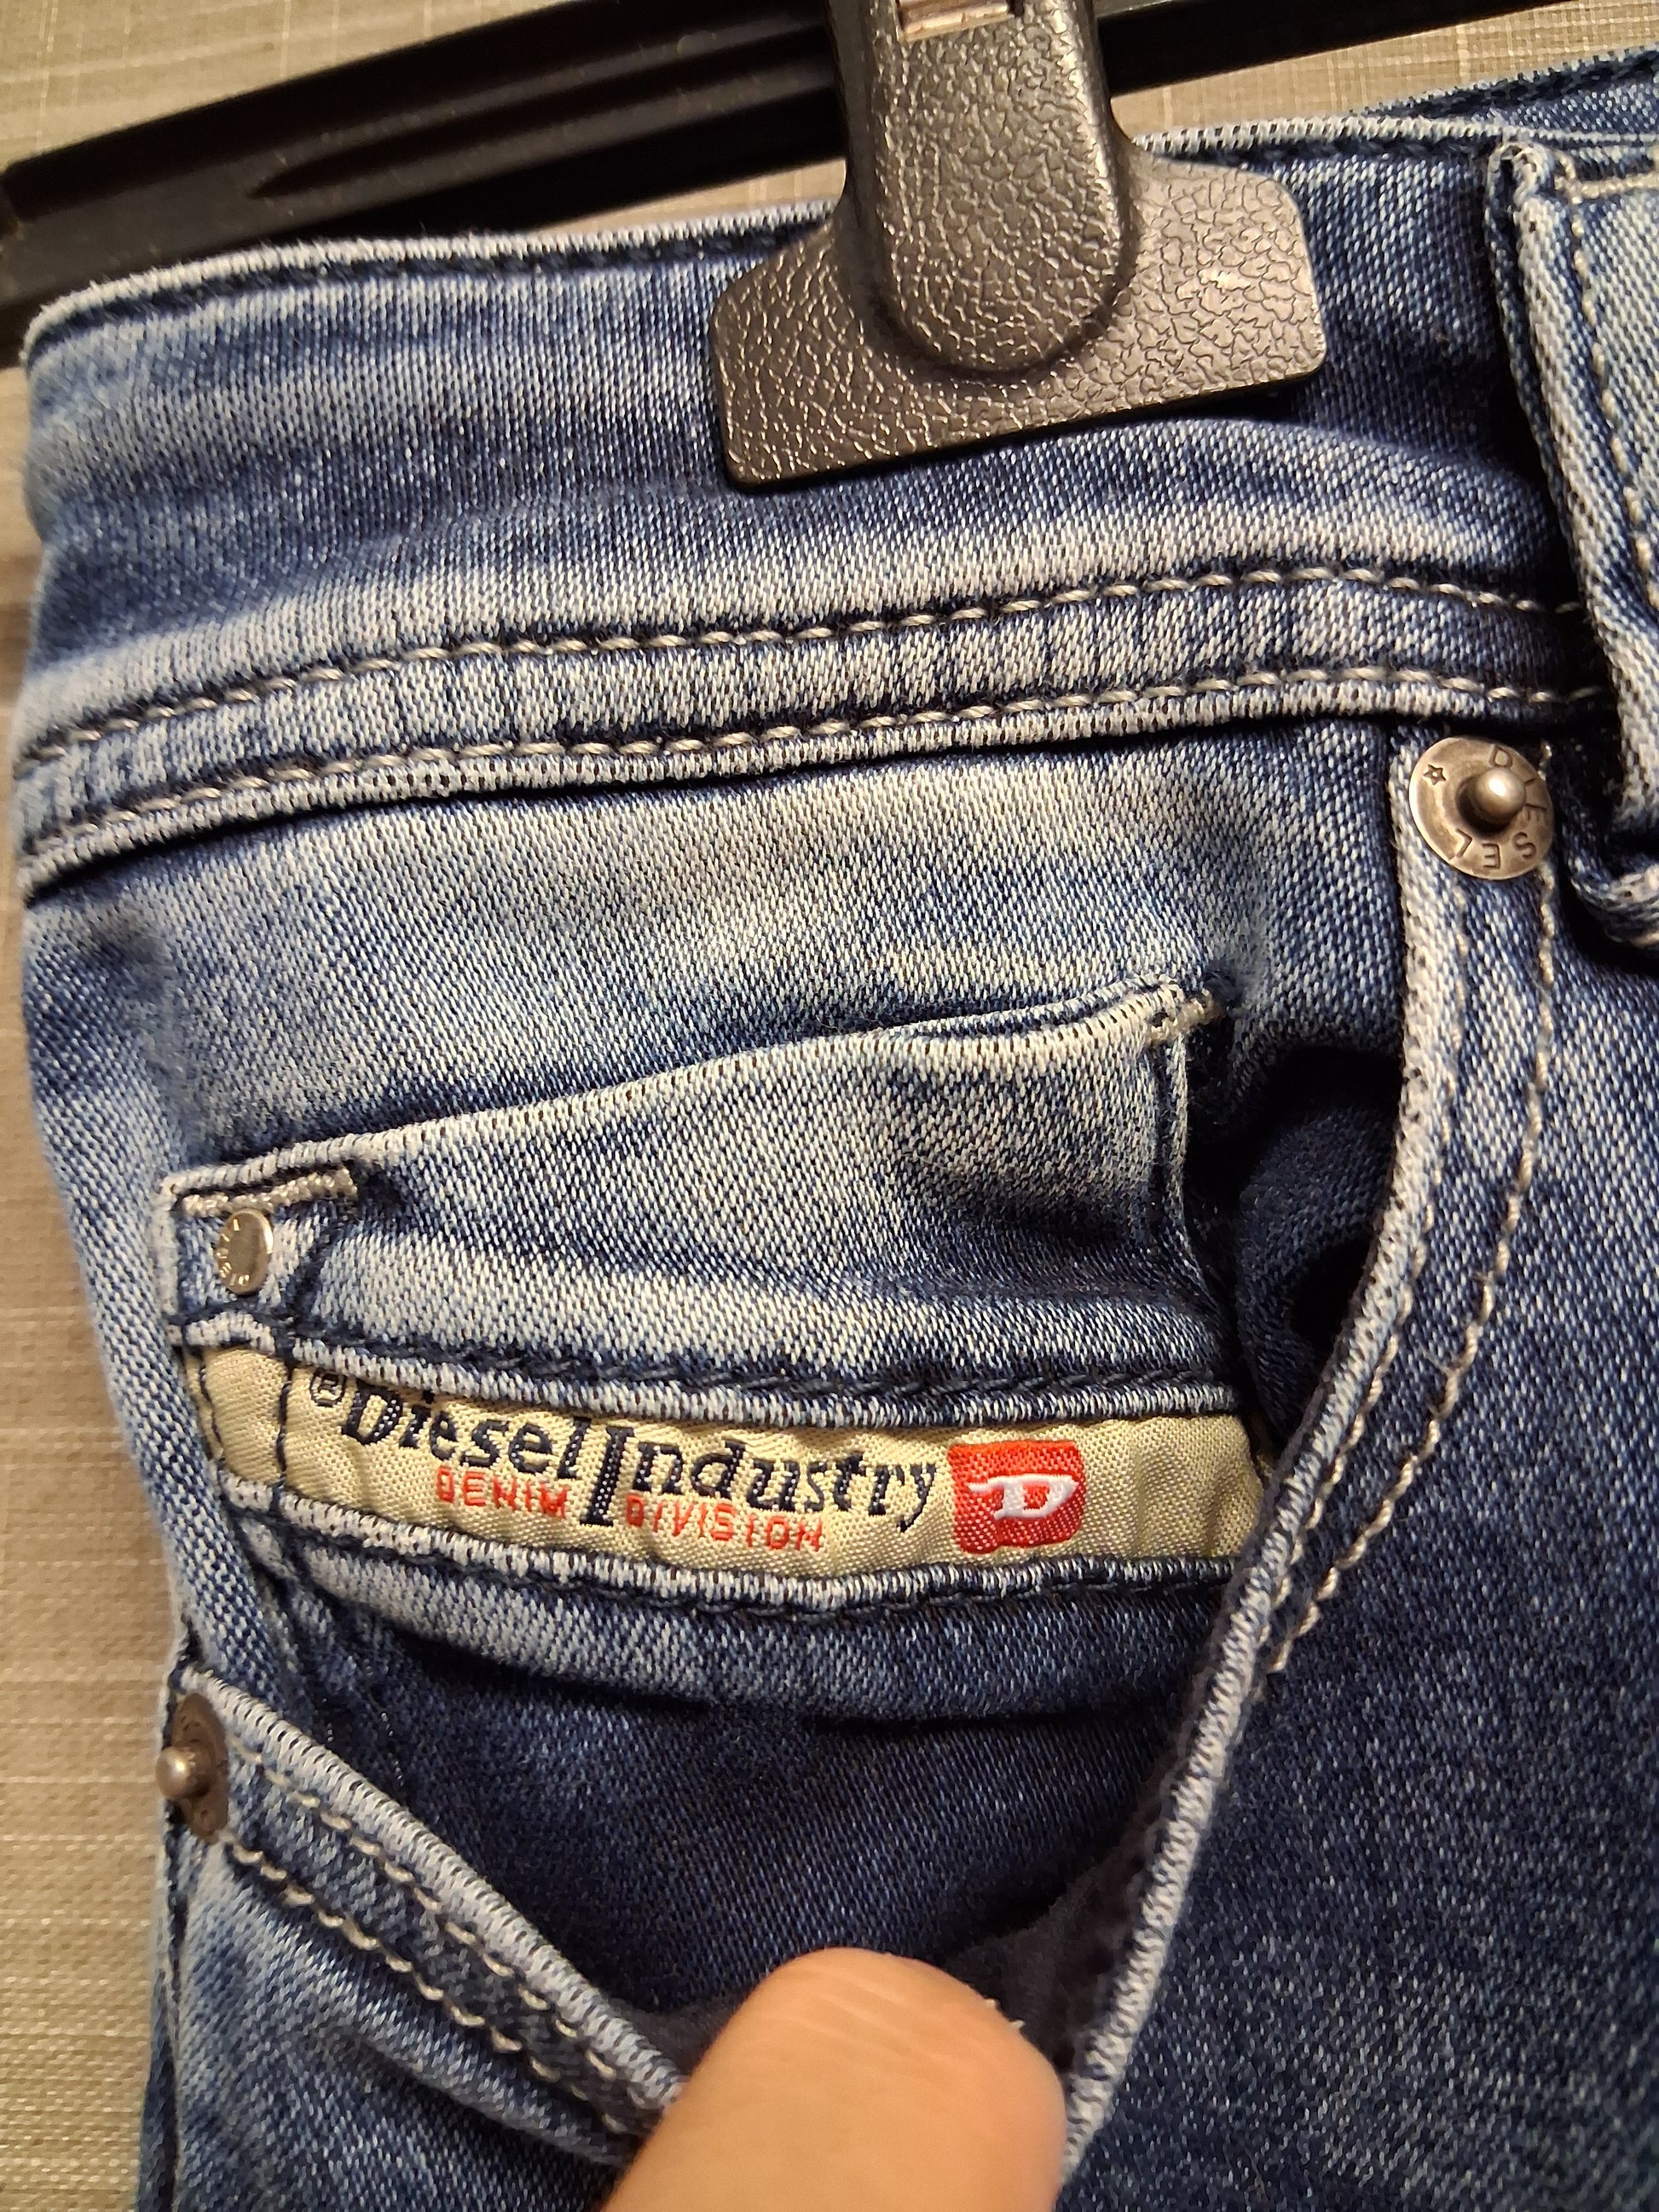 DIESEL
®Diesel Industry D
DENIM DIVISION